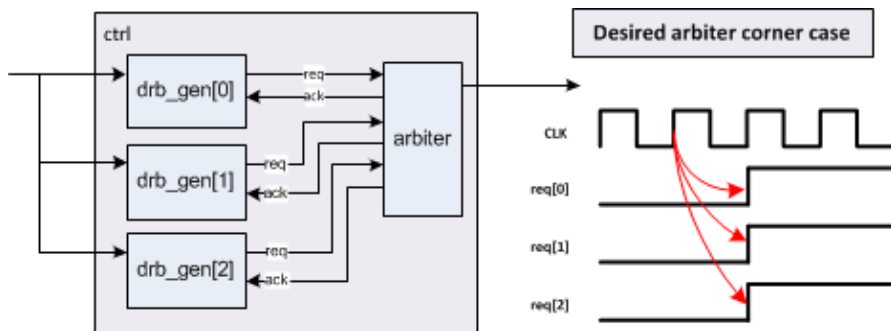 ctrl
drb_gen[0]
req
ack
drb_gen[1]
req
ack
drb_gen[2]
req
ack
arbiter
Desired arbiter corner case
CLK
req[0]
req[1]
req[2]